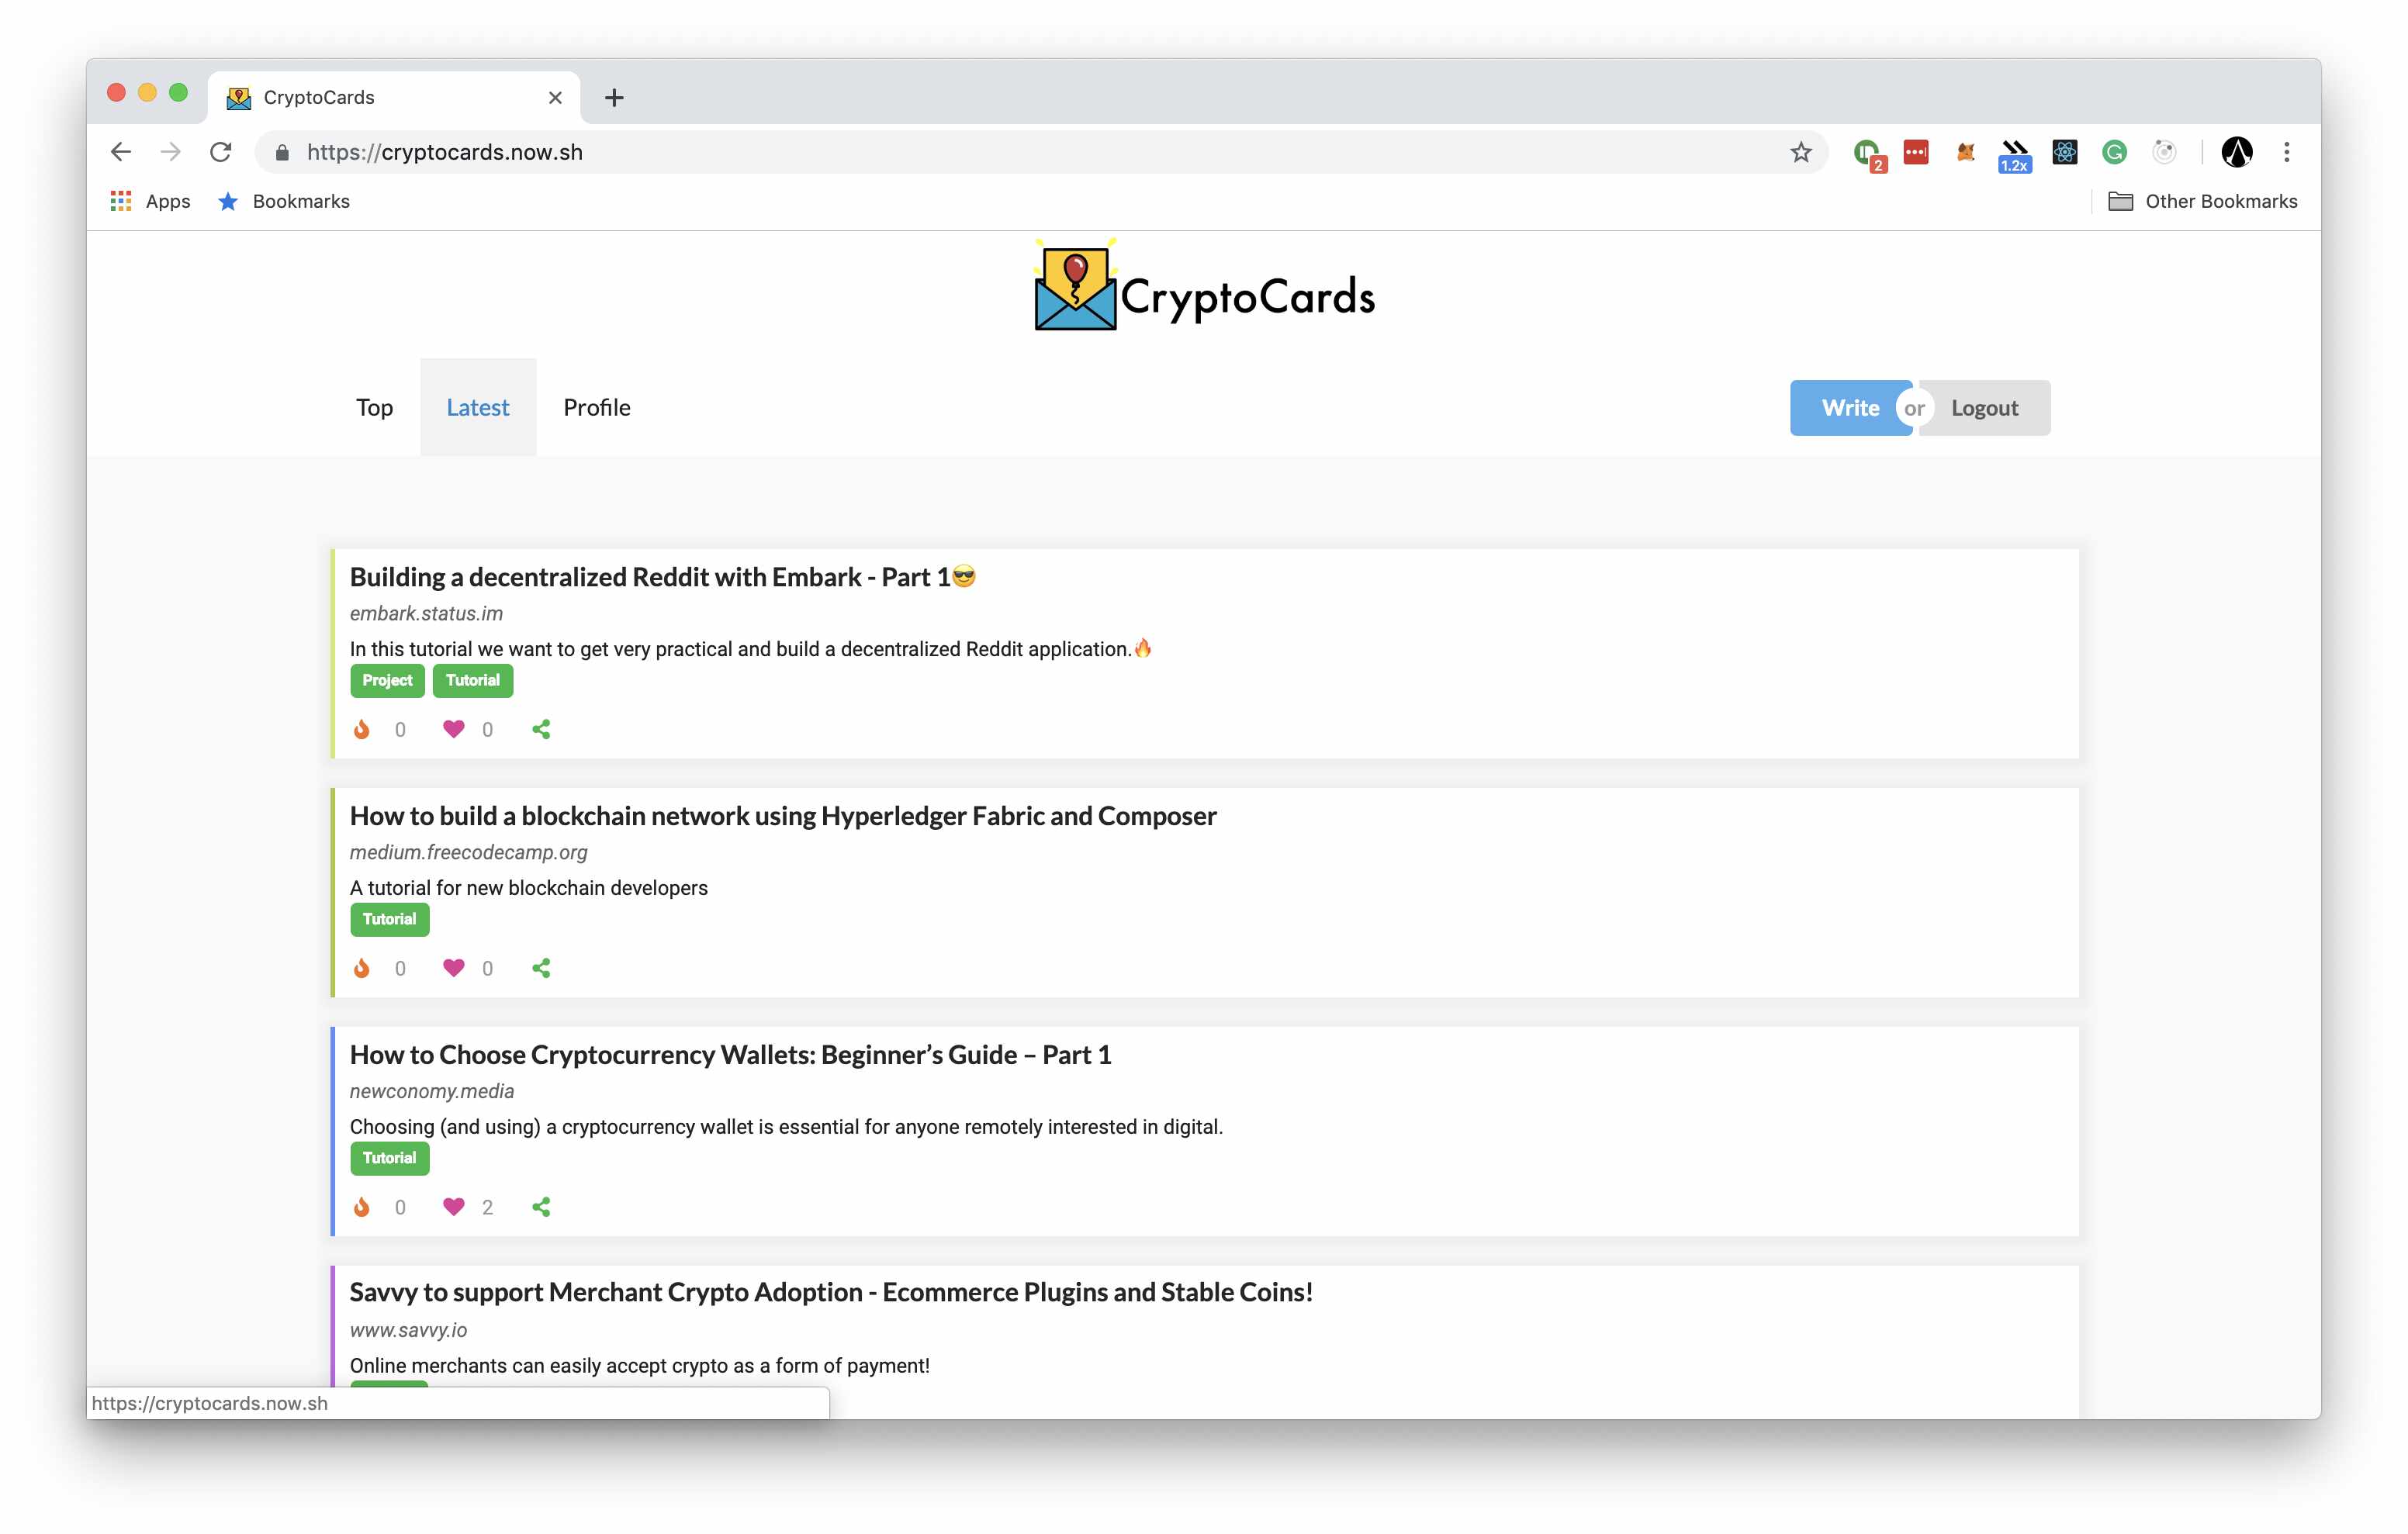 CryptoCards
https://cryptocards.now.sh
2
1.2x
Apps
Bookmarks
Other Bookmarks
CryptoCards
Top
Latest
Profile
Write
or
Logout
Building a decentralized Reddit with Embark - Part 1😎
embark.status.im
In this tutorial we want to get very practical and build a decentralized Reddit application.🔥
Project Tutorial
0 0
How to build a blockchain network using Hyperledger Fabric and Composer
medium.freecodecamp.org
A tutorial for new blockchain developers
Tutorial
0 0
How to Choose Cryptocurrency Wallets: Beginner’s Guide – Part 1
newconomy.media
Choosing (and using) a cryptocurrency wallet is essential for anyone remotely interested in digital.
Tutorial
0 2
Savvy to support Merchant Crypto Adoption - Ecommerce Plugins and Stable Coins!
www.savvy.io
Online merchants can easily accept crypto as a form of payment!
https://cryptocards.now.sh